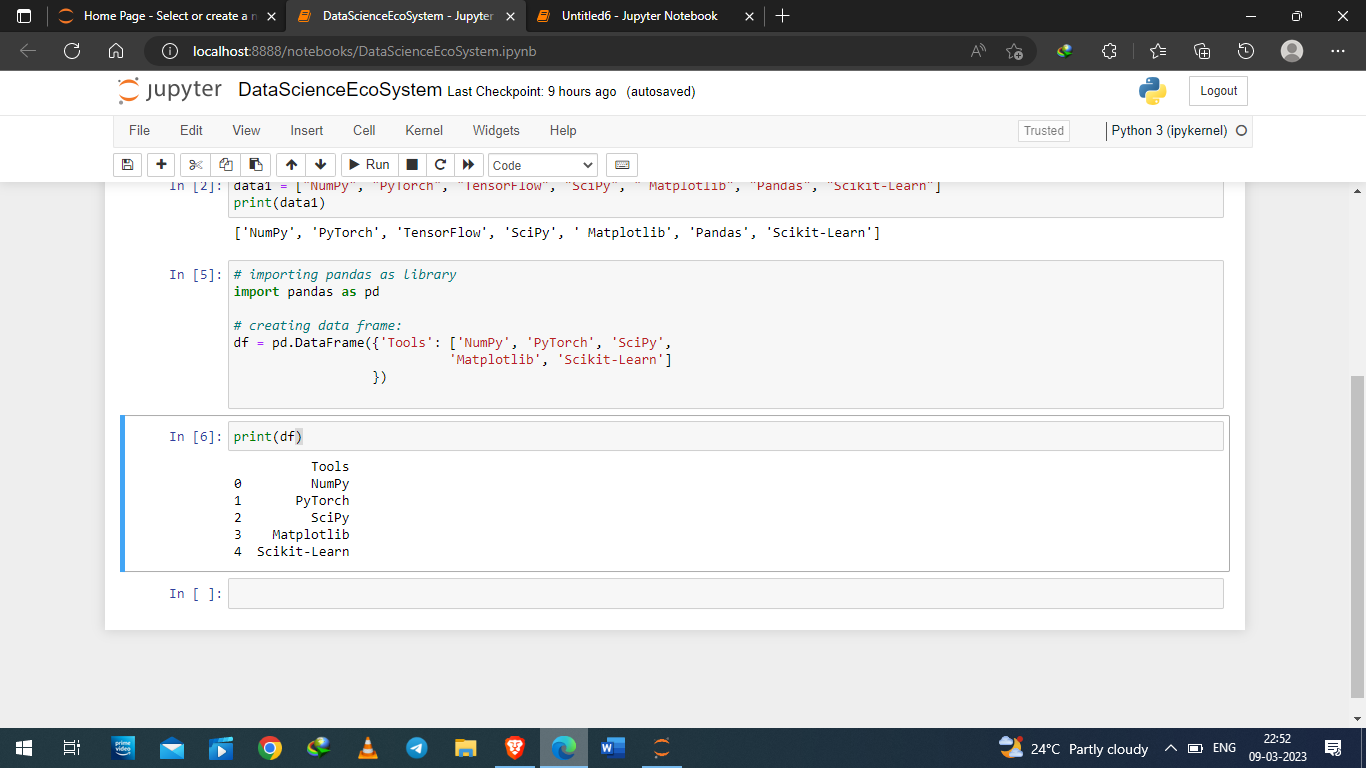 Home Page - Select or create a n
DataScienceEcoSystem - Jupyter
Untitled6 - Jupyter Notebook
localhost:8888/notebooks/DataScienceEcoSystem.ipynb
jupyter DataScienceEcoSystem Last Checkpoint: 9 hours ago (autosaved)
Logout
File Edit View Insert Cell Kernel Widgets Help
Trusted
Python 3 (ipykernel)
Run
Code
In [2]: data1 = ["NumPy", "PyTorch", "TensorFlow", "SciPy", " Matplotlib", "Pandas", "Scikit-Learn"]
print(data1)
['NumPy', 'PyTorch', 'TensorFlow', 'SciPy', ' Matplotlib', 'Pandas', 'Scikit-Learn']
In [5]: # importing pandas as library
import pandas as pd
# creating data frame:
df = pd.DataFrame({'Tools': ['NumPy', 'PyTorch', 'SciPy',
'Matplotlib', 'Scikit-Learn']
})
In [6]: print(df)
Tools
0 NumPy
1 PyTorch
2 SciPy
3 Matplotlib
4 Scikit-Learn
In [ ]:
prime video
24°C Partly cloudy
ENG
22:52
09-03-2023